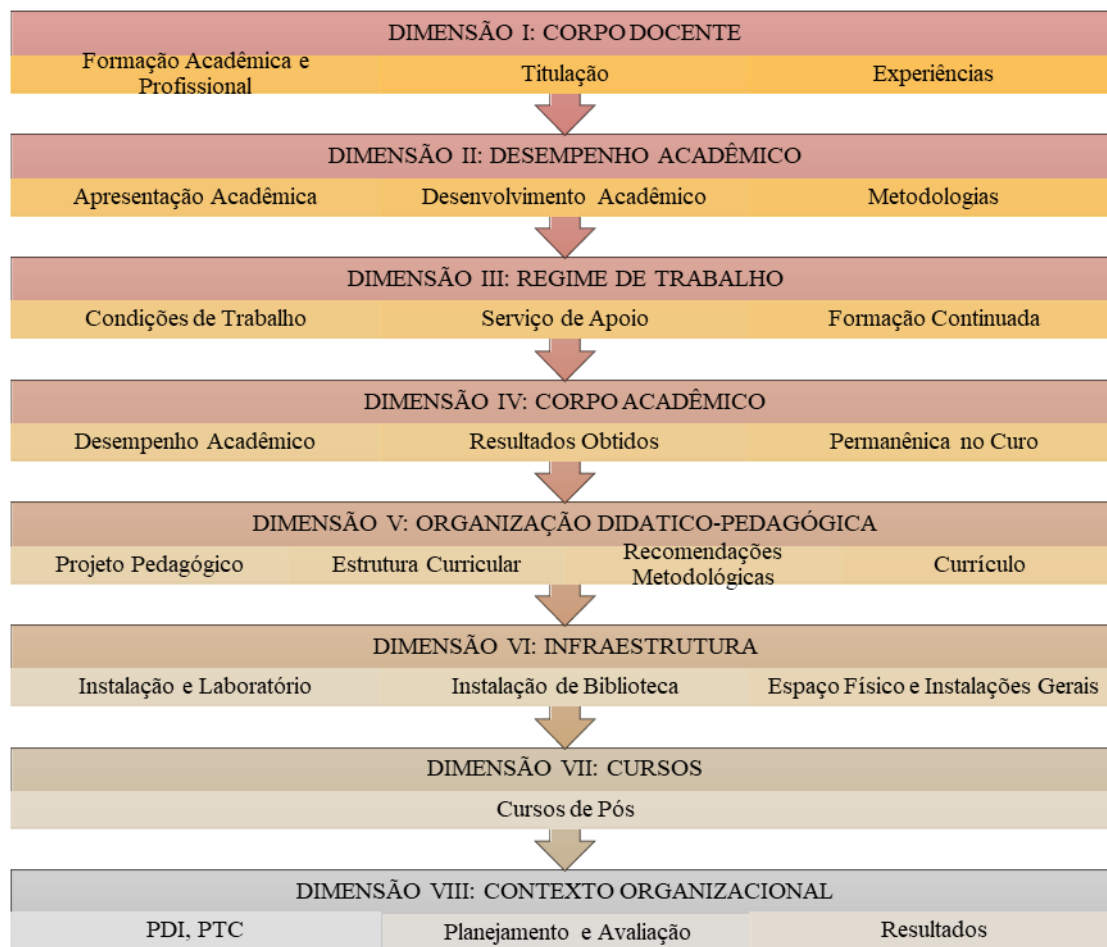 DIMENSÃO I: CORPO DOCENTE
Formação Acadêmica e
Profissional
Titulação
Experiências
DIMENSÃO II: DESEMPENHO ACADÊMICO
Apresentação Acadêmica
Desenvolvimento Acadêmico
Metodologias
DIMENSÃO III: REGIME DE TRABALHO
Condições de Trabalho
Serviço de Apoio
Formação Continuada
DIMENSÃO IV: CORPO ACADÊMICO
Desempenho Acadêmico
Resultados Obtidos
Permanênica no Curo
DIMENSÃO V: ORGANIZAÇÃO DIDATICO-PEDAGÓGICA
Projeto Pedagógico
Estrutura Curricular
Recomendações
Metodológicas
Currículo
DIMENSÃO VI: INFRAESTRUTURA
Instalação e Laboratório
Instalação de Biblioteca
Espaço Físico e Instalações Gerais
DIMENSÃO VII: CURSOS
Cursos de Pós
DIMENSÃO VIII: CONTEXTO ORGANIZACIONAL
PDI, PTC
Planejamento e Avaliação
Resultados